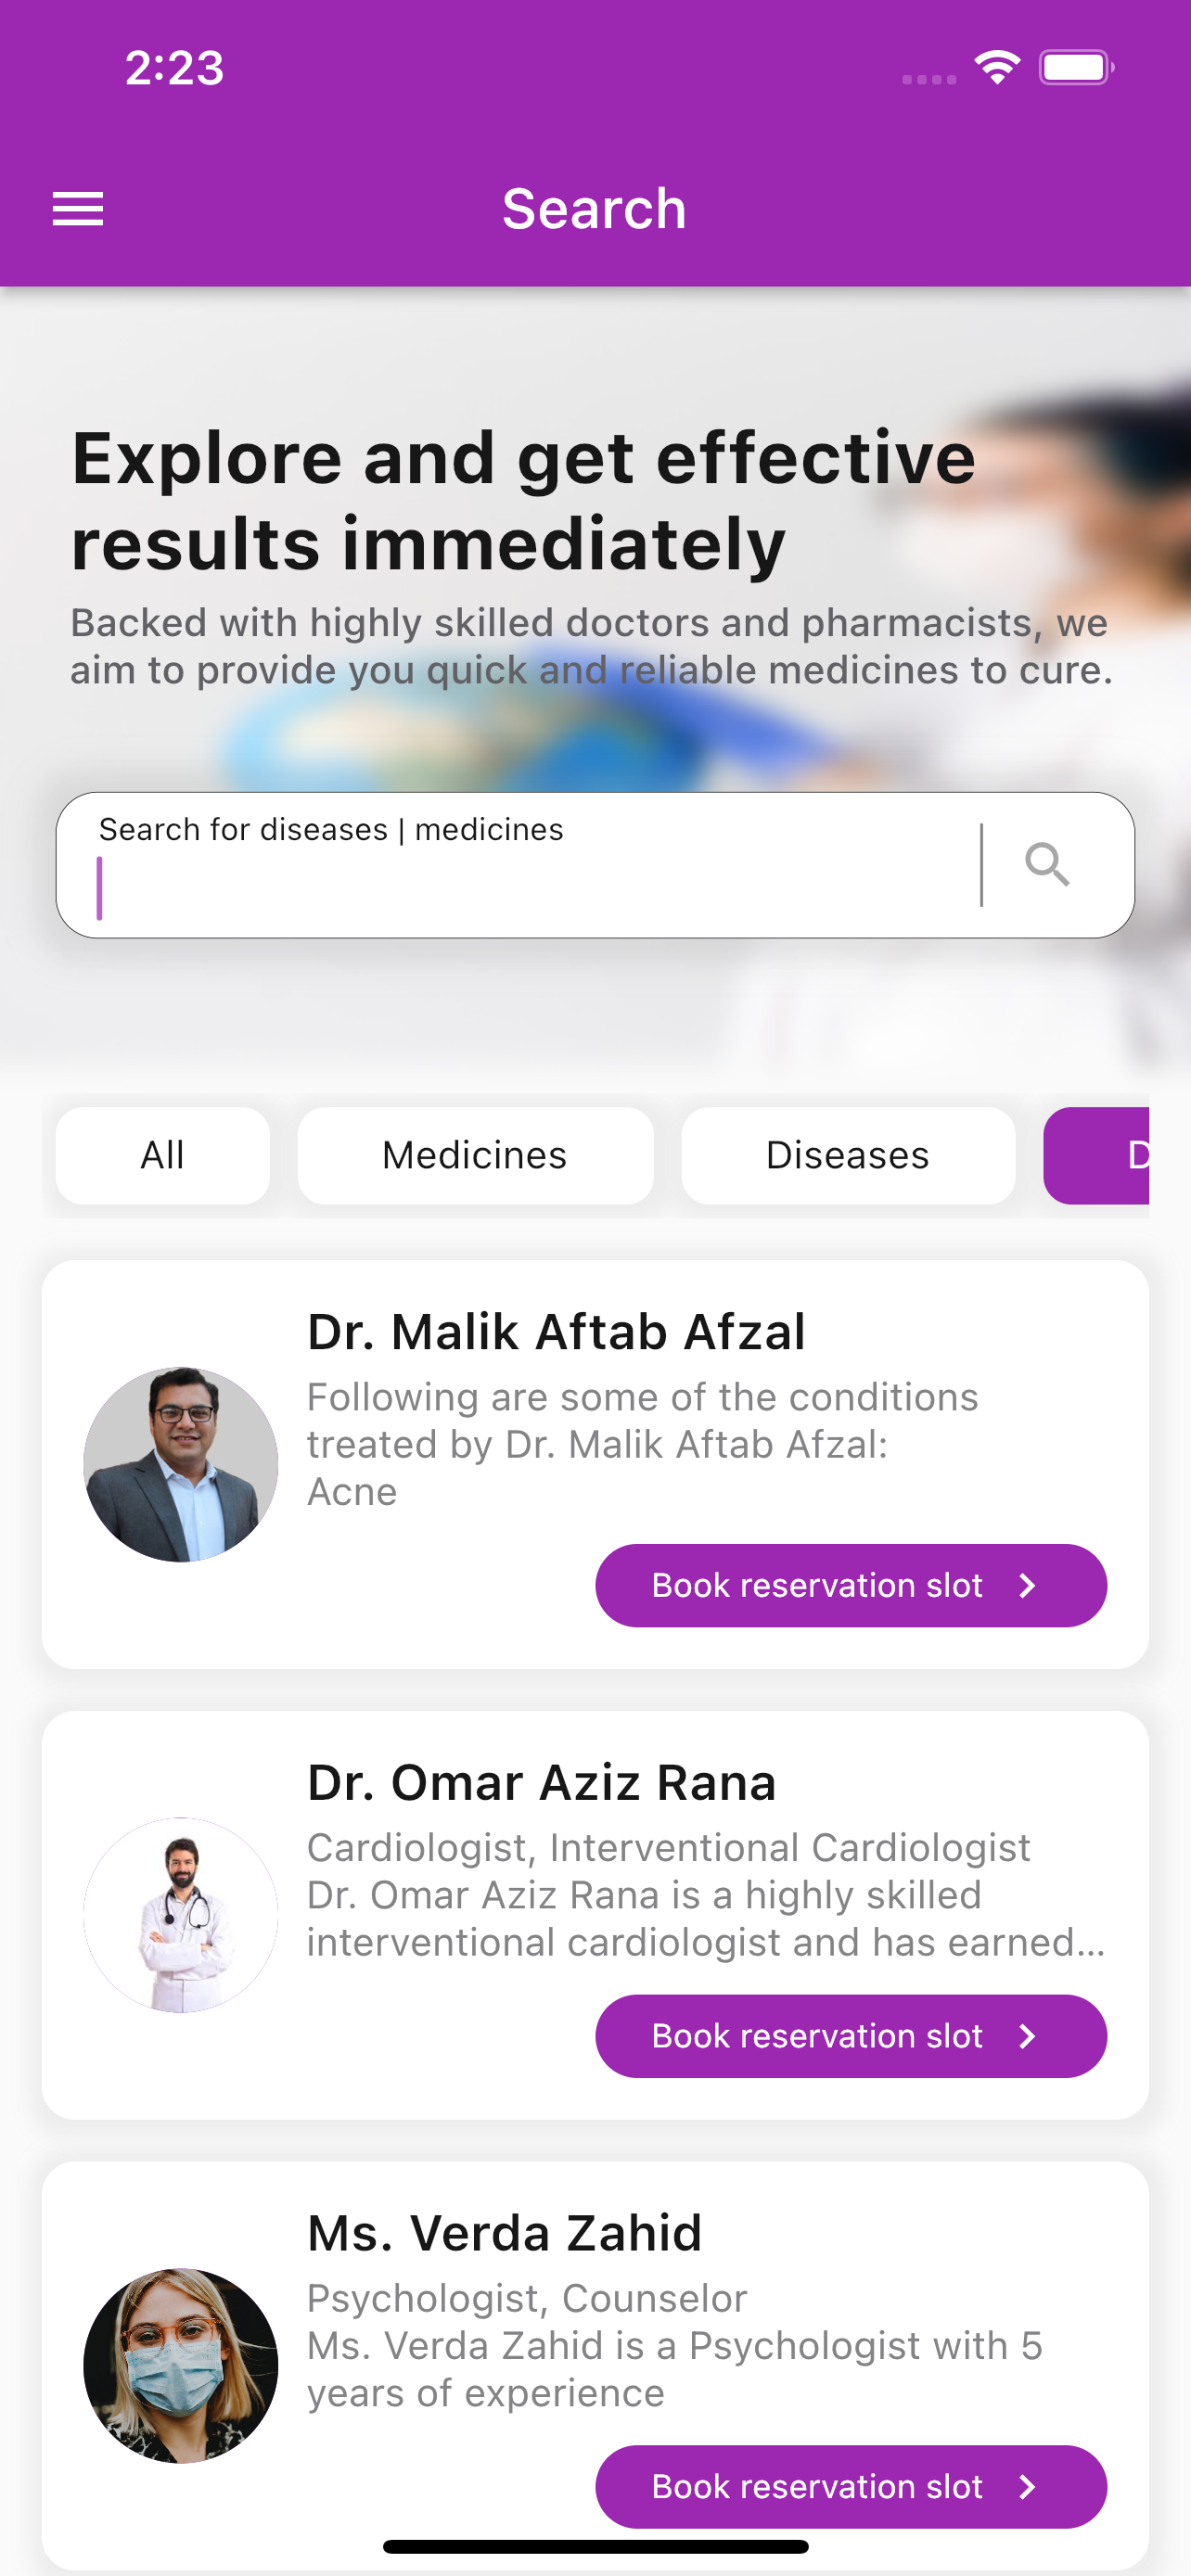 2:23
Search
Explore and get effective
results immediately
Backed with highly skilled doctors and pharmacists, we
aim to provide you quick and reliable medicines to cure.
Search for diseases | medicines
All
Medicines
Diseases
D
Dr. Malik Aftab Afzal
Following are some of the conditions
treated by Dr. Malik Aftab Afzal:
Acne
Book reservation slot
Dr. Omar Aziz Rana
Cardiologist, Interventional Cardiologist
Dr. Omar Aziz Rana is a highly skilled
interventional cardiologist and has earned...
Book reservation slot
Ms. Verda Zahid
Psychologist, Counselor
Ms. Verda Zahid is a Psychologist with 5
years of experience
Book reservation slot